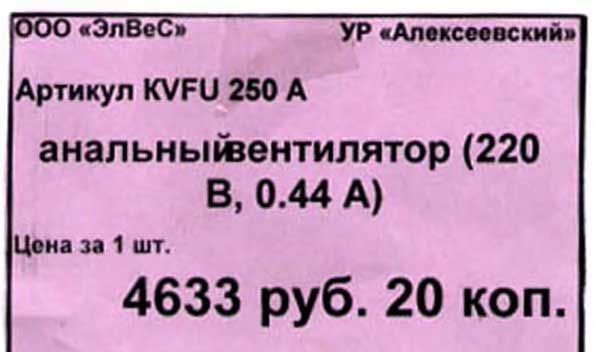 ООО «ЭлВеС» УР «Алексеевский»
Артикул KVFU 250 А
анальныйвентилятор (220
В, 0.44 А)
Цена за 1 шт.
4633 руб. 20 коп.